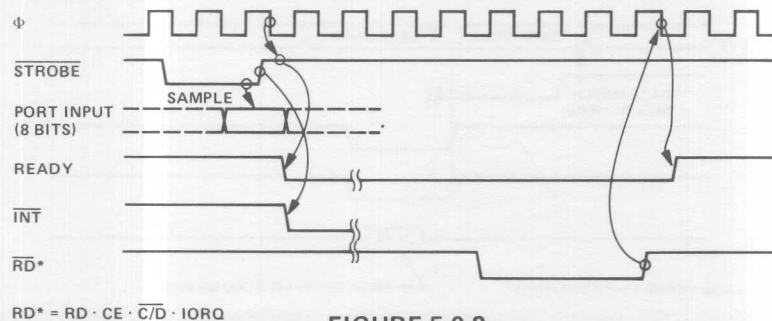 Φ
STROBE
SAMPLE
PORT INPUT
(8 BITS)
READY
INT
RD*
RD* = RD · CE · C/D · IORQ
FIGURE 5.0-2